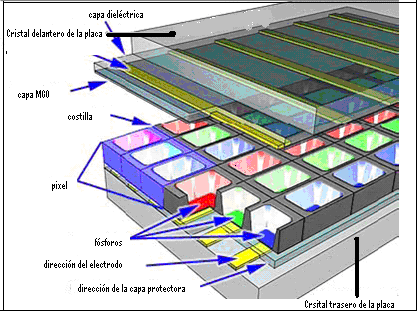 capa dieléctrica
Cristal delantero de la placa
capa MGO
costilla
pixel
fósforos
dirección del electrodo
dirección de la capa protectora
Crsital trasero de la placa